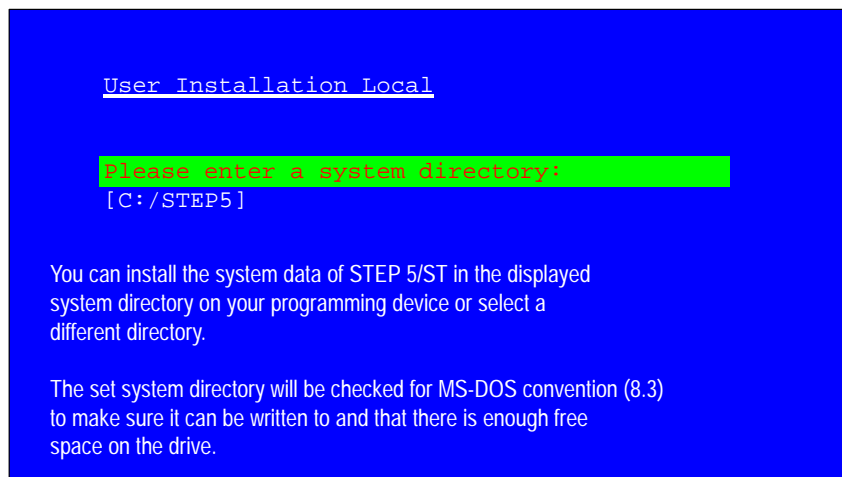 User Installation Local
Please enter a system directory:
[C:/STEP5]
You can install the system data of STEP 5/ST in the displayed
system directory on your programming device or select a
different directory.
The set system directory will be checked for MS-DOS convention (8.3)
to make sure it can be written to and that there is enough free
space on the drive.